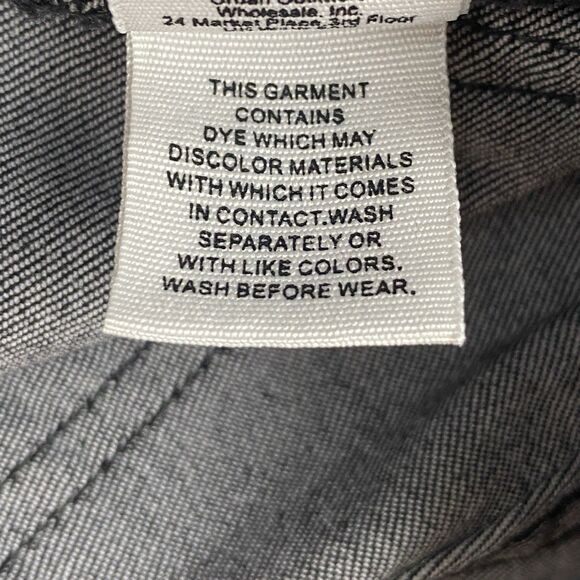 Wholesale, Inc.
24 Market Place 3rd Floor
THIS GARMENT
CONTAINS
DYE WHICH MAY
DISCOLOR MATERIALS
WITH WHICH IT COMES
IN CONTACT.WASH
SEPARATELY OR
WITH LIKE COLORS.
WASH BEFORE WEAR.